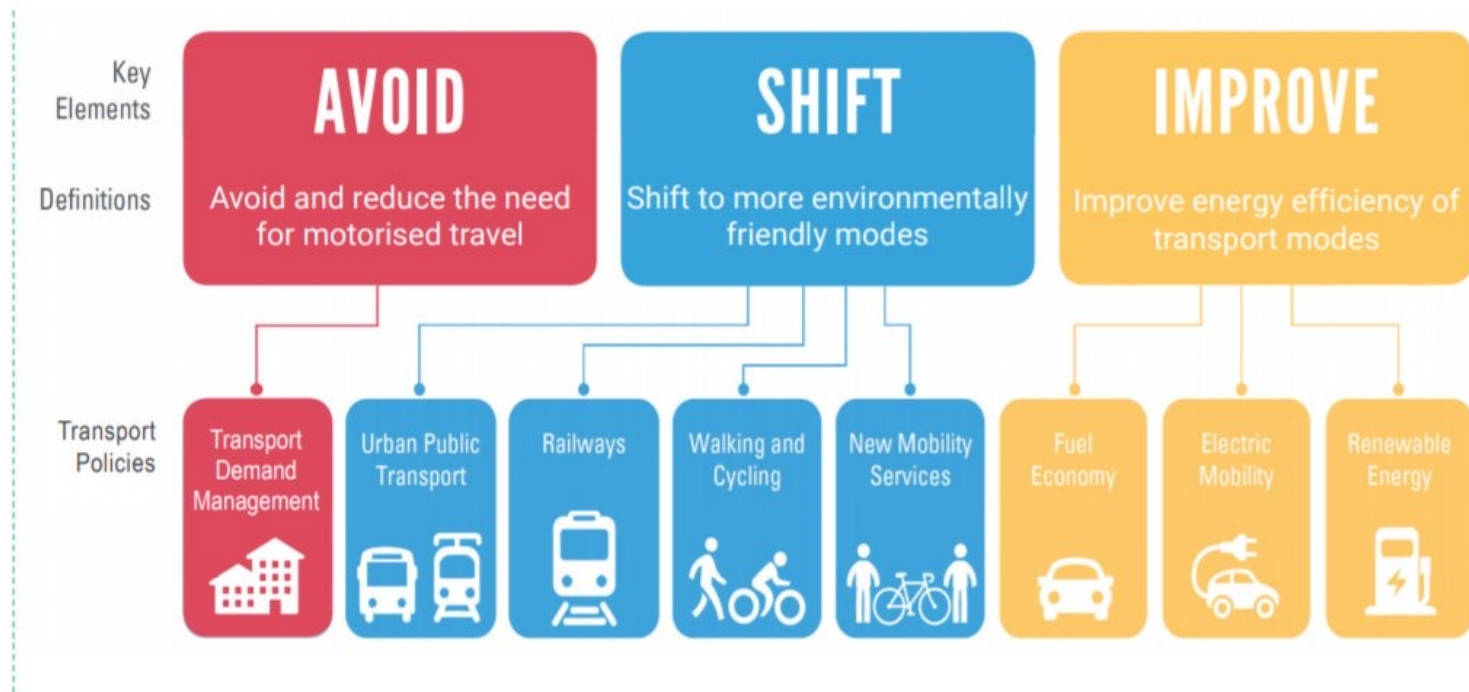 Key
Elements
AVOID
SHIFT
IMPROVE
Definitions
Avoid and reduce the need
for motorised travel
Shift to more environmentally
friendly modes
Improve energy efficiency of
transport modes
Transport
Policies
Transport
Demand
Management
Urban Public
Transport
Railways
Walking and
Cycling
New Mobility
Services
Fuel
Economy
Electric
Mobility
Renewable
Energy